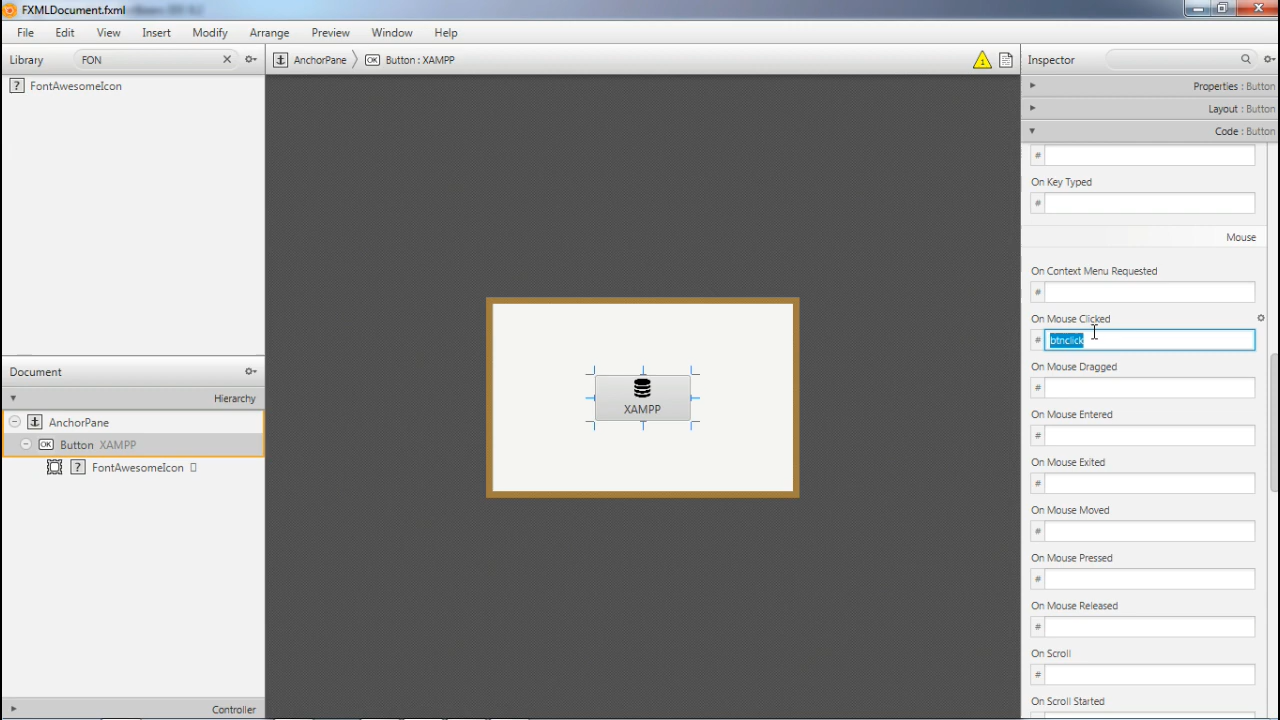 FXMLDocument.fxml
File Edit View Insert Modify Arrange Preview Window Help
Library FON
AnchorPane Button : XAMPP
1
Inspector
? FontAwesomeIcon
Properties : Button
Layout : Button
Code : Button
#
On Key Typed
#
Mouse
On Context Menu Requested
#
On Mouse Clicked
# btnclick
On Mouse Dragged
#
On Mouse Entered
#
On Mouse Exited
#
On Mouse Moved
#
On Mouse Pressed
#
On Mouse Released
#
On Scroll
#
On Scroll Started
XAMPP
Document
Hierarchy
AnchorPane
OK Button XAMPP
? FontAwesomeIcon
Controller